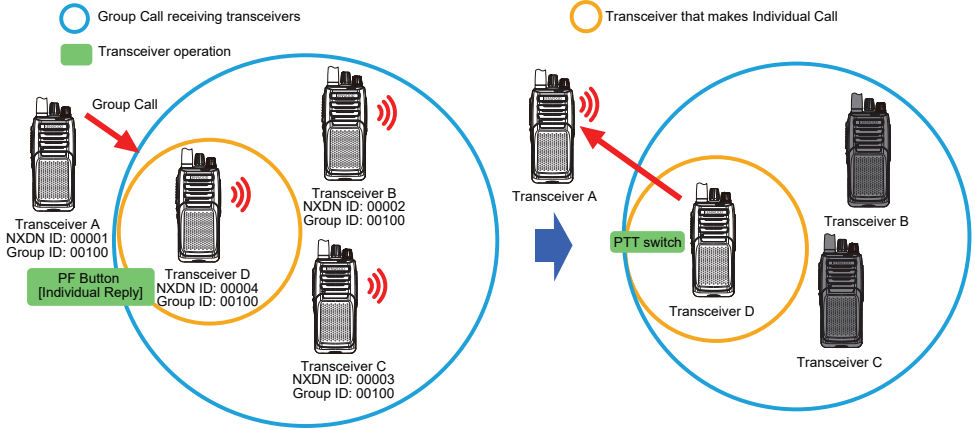 Group Call receiving transceivers
Transceiver that makes Individual Call
Transceiver operation
Group Call
Transceiver A
NXDN ID: 00001
Group ID: 00100
Transceiver B
NXDN ID: 00002
Group ID: 00100
PF Button
[Individual Reply]
Transceiver D
NXDN ID: 00004
Group ID: 00100
Transceiver C
NXDN ID: 00003
Group ID: 00100
Transceiver A
Transceiver B
PTT switch
Transceiver D
Transceiver C